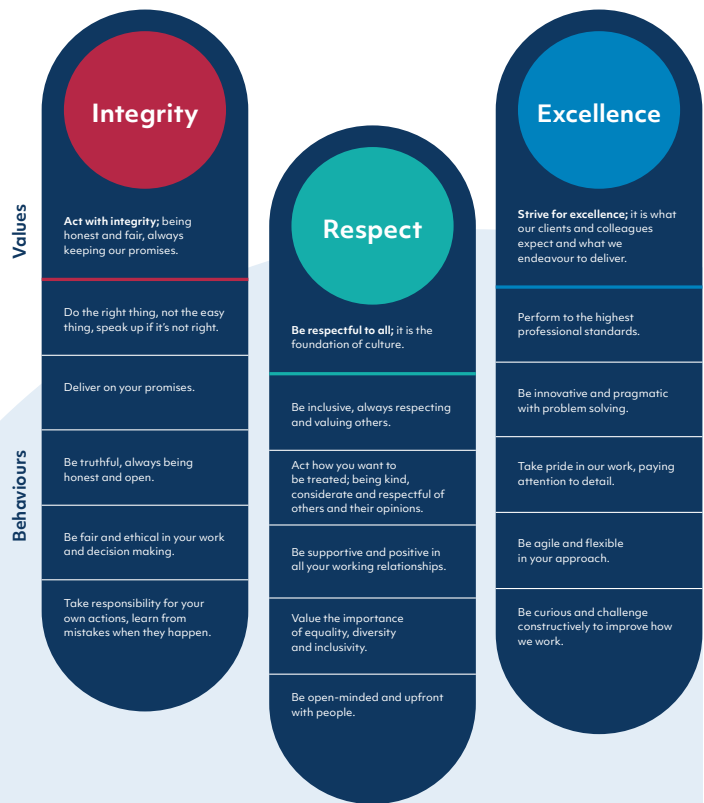 Values
Behaviours
Integrity
Act with integrity; being
honest and fair, always
keeping our promises.
Do the right thing, not the easy
thing, speak up if it's not right.
Deliver on your promises.
Be truthful, always being
honest and open.
Be fair and ethical in your work
and decision making.
Take responsibility for your
own actions, learn from
mistakes when they happen.
Respect
Be respectful to all; it is the
foundation of culture.
Be inclusive, always respecting
and valuing others.
Act how you want to
be treated; being kind,
considerate and respectful of
others and their opinions.
Be supportive and positive in
all your working relationships.
Value the importance
of equality, diversity
and inclusivity.
Be open-minded and upfront
with people.
Excellence
Strive for excellence; it is what
our clients and colleagues
expect and what we
endeavour to deliver.
Perform to the highest
professional standards.
Be innovative and pragmatic
with problem solving.
Take pride in our work, paying
attention to detail.
Be agile and flexible
in your approach.
Be curious and challenge
constructively to improve how
we work.